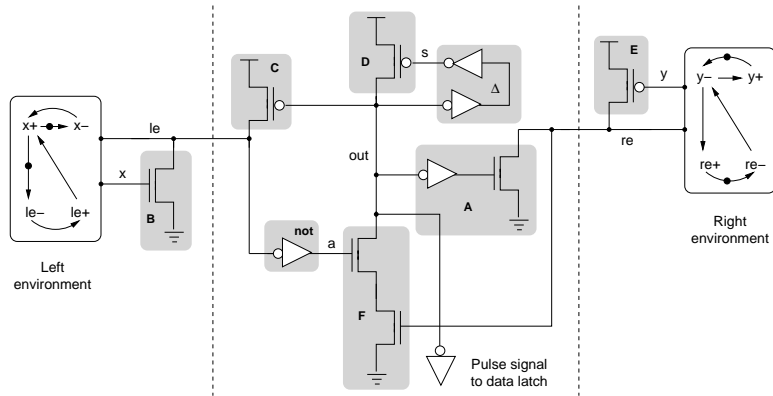 E
C
D
s
y
y−
y+
Δ
x+
x−
le
out
re
x
A
re+
re−
le−
le+
B
not
a
Left
environment
Right
environment
F
Pulse signal
to data latch